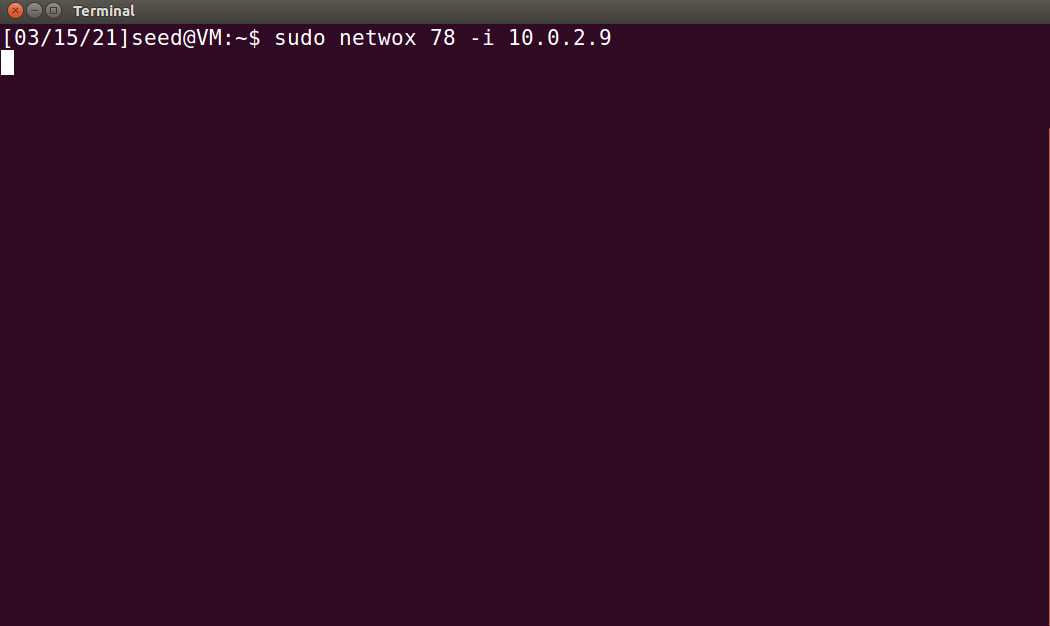 Terminal
[03/15/21]seed@VM:~$ sudo netwox 78 -i 10.0.2.9